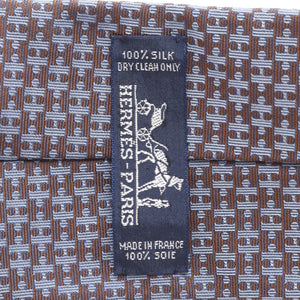 100% SILK
DRY CLEAN ONLY
HERMÈS-PARIS
MADE IN FRANCE
100% SOIE